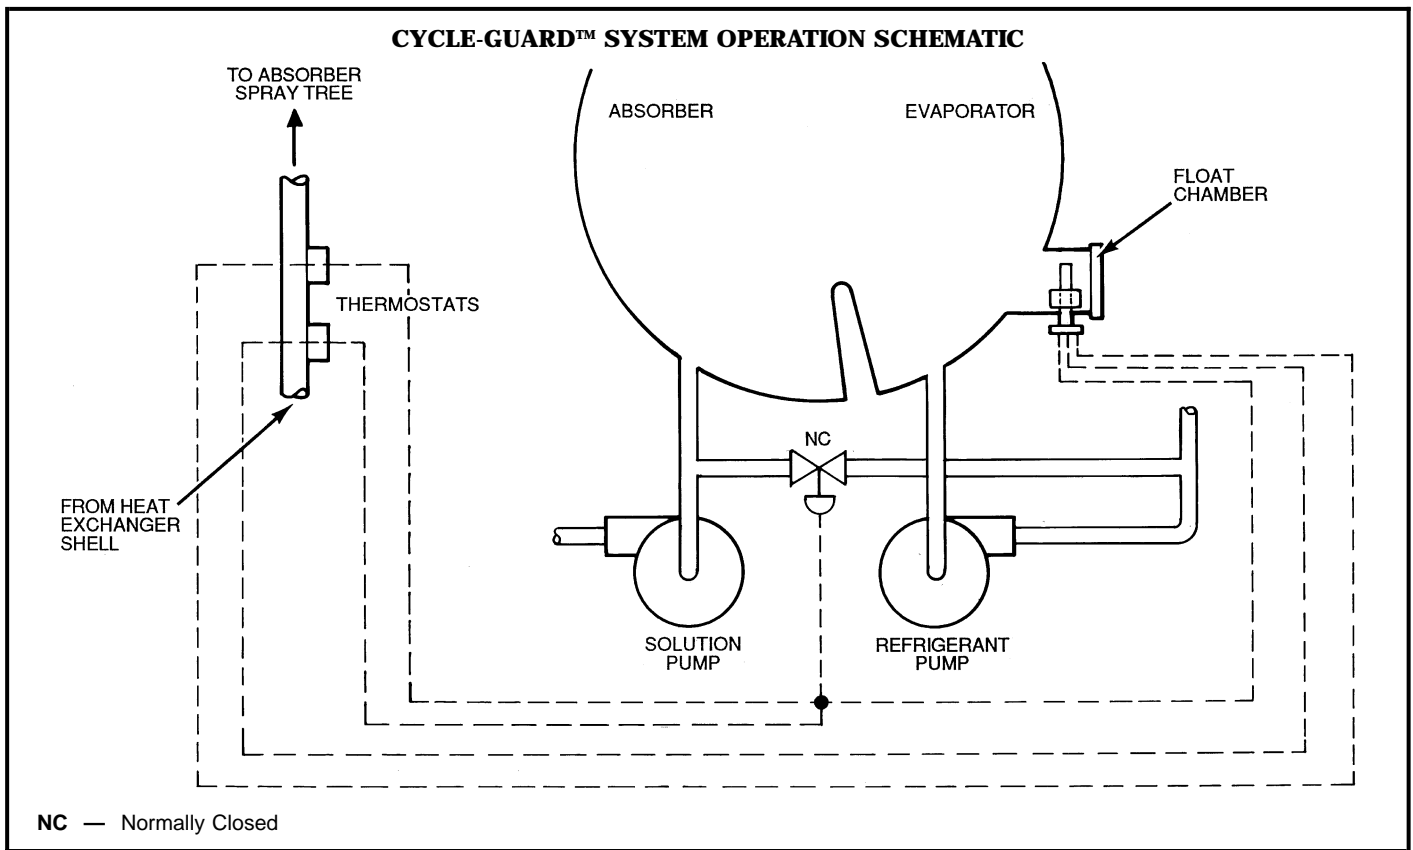 CYCLE-GUARD™ SYSTEM OPERATION SCHEMATIC
TO ABSORBER
SPRAY TREE
ABSORBER
EVAPORATOR
FLOAT
CHAMBER
THERMOSTATS
NC
FROM HEAT
EXCHANGER
SHELL
SOLUTION
PUMP
REFRIGERANT
PUMP
NC — Normally Closed